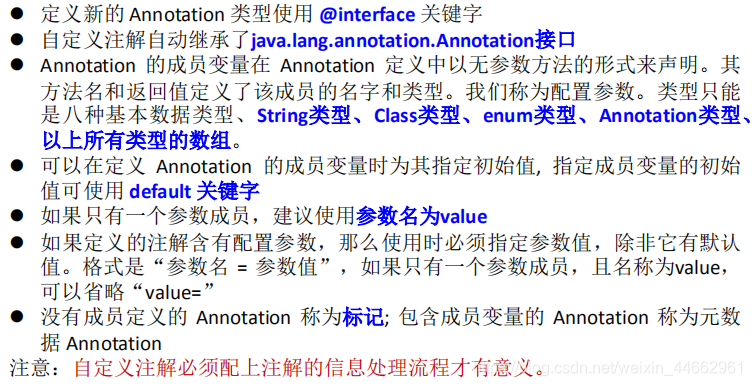 ● 定义新的 Annotation 类型使用 @interface 关键字
● 自定义注解自动继承了java.lang.annotation.Annotation接口
● Annotation 的成员变量在 Annotation 定义中以无参数方法的形式来声明。其
方法名和返回值定义了该成员的名字和类型。我们称为配置参数。类型只能
是八种基本数据类型、String类型、Class类型、enum类型、Annotation类型、
以上所有类型的数组。
● 可以在定义 Annotation 的成员变量时为其指定初始值, 指定成员变量的初始
值可使用 default 关键字
● 如果只有一个参数成员，建议使用参数名为value
● 如果定义的注解含有配置参数，那么使用时必须指定参数值，除非它有默认
值。格式是“参数名 = 参数值”，如果只有一个参数成员，且名称为value，
可以省略“value=”
● 没有成员定义的 Annotation 称为标记; 包含成员变量的 Annotation 称为元数
据 Annotation
注意：自定义注解必须配上注解的信息处理流程才有意义。
blog.csdn.net/weixin_44662961